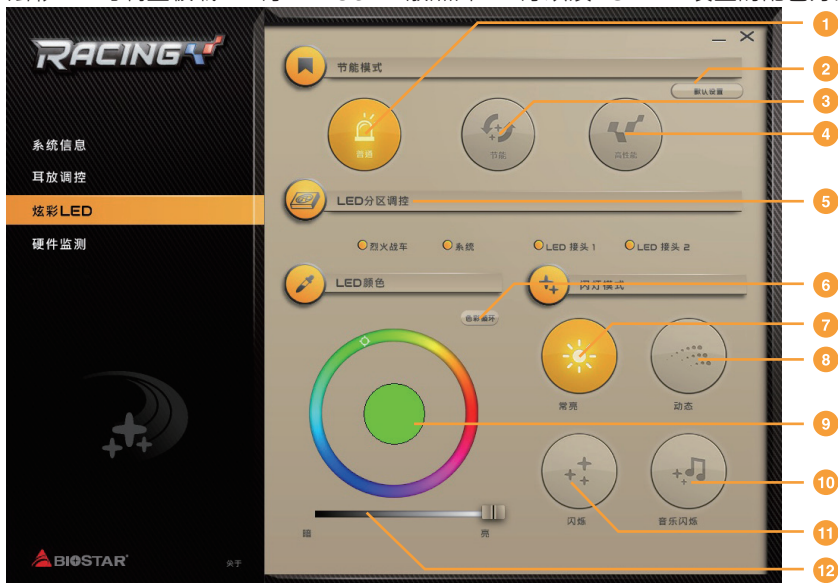 RACING
节能模式
默认设置
普通
节能
高性能
系统信息
耳放调控
炫彩LED
硬件监测
LED分区调控
烈火战车
系统
LED 接头 1
LED 接头 2
LED颜色
闪灯模式
色彩循环
常亮
动态
闪烁
音乐闪烁
暗
亮
BIOSTAR
关于
1
2
3
4
5
6
7
8
9
10
11
12